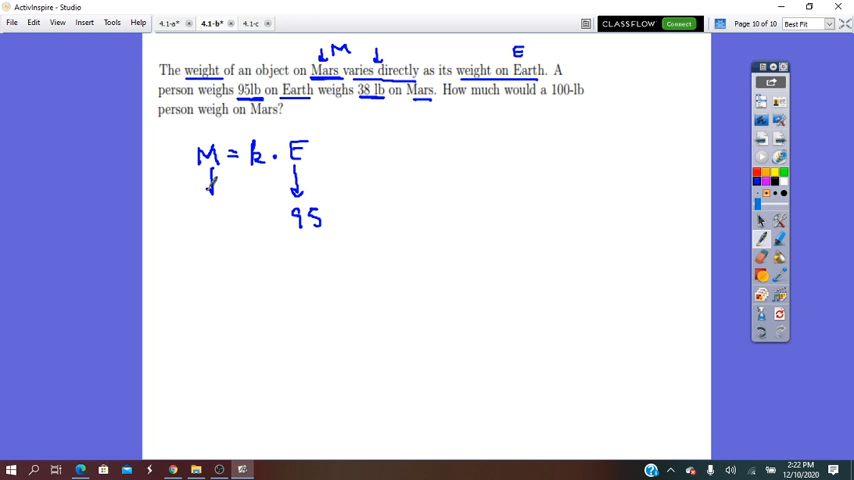 ActivInspire - Studio
File Edit View Insert Tools Help
4.1-a* 4.1-b* 4.1-c
CLASSFLOW Connect
Page 10 of 10 Best Fit
M E
The weight of an object on Mars varies directly as its weight on Earth. A
person weighs 95lb on Earth weighs 38 lb on Mars. How much would a 100-lb
person weigh on Mars?
M = k · E
95
2:22 PM
12/10/2020